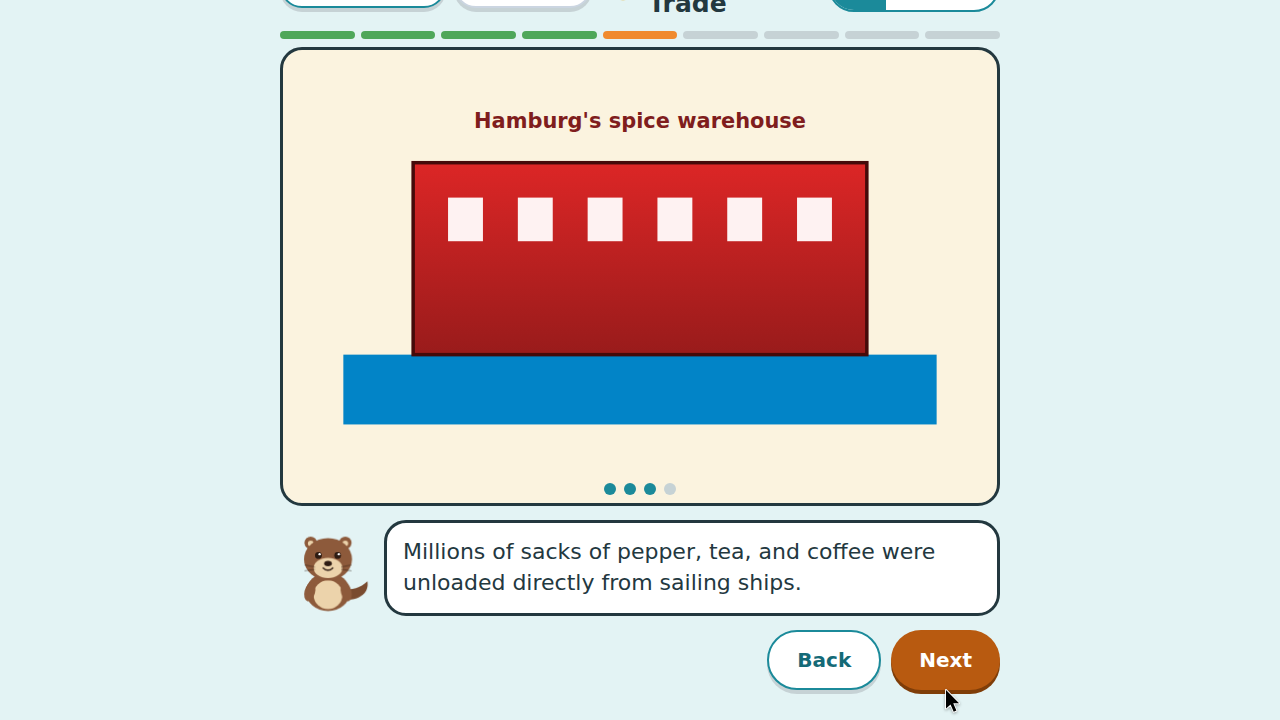 Trade
Hamburg's spice warehouse
Millions of sacks of pepper, tea, and coffee were
unloaded directly from sailing ships.
Back
Next